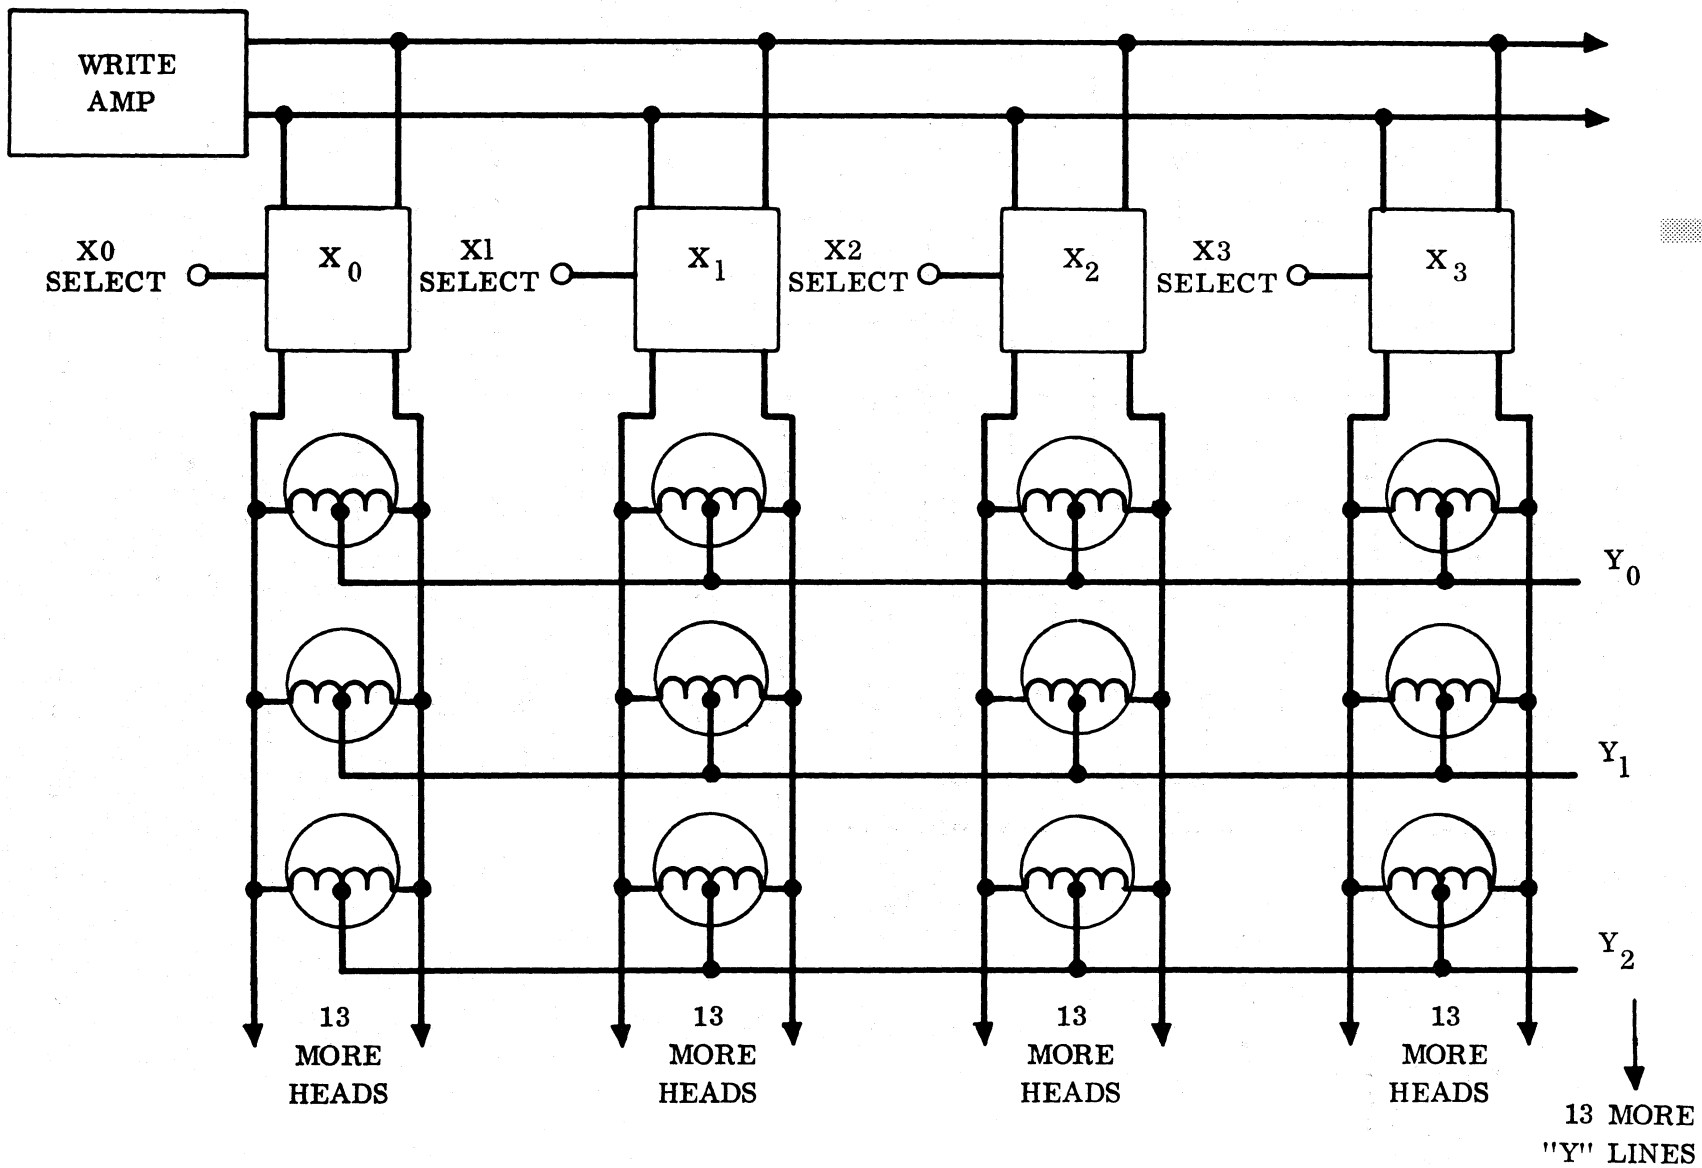 WRITE
AMP
X0
SELECT
X0
X1
SELECT
X1
X2
SELECT
X2
X3
SELECT
X3
Y0
Y1
Y2
13
MORE
HEADS
13
MORE
HEADS
13
MORE
HEADS
13
MORE
HEADS
13 MORE
"Y" LINES